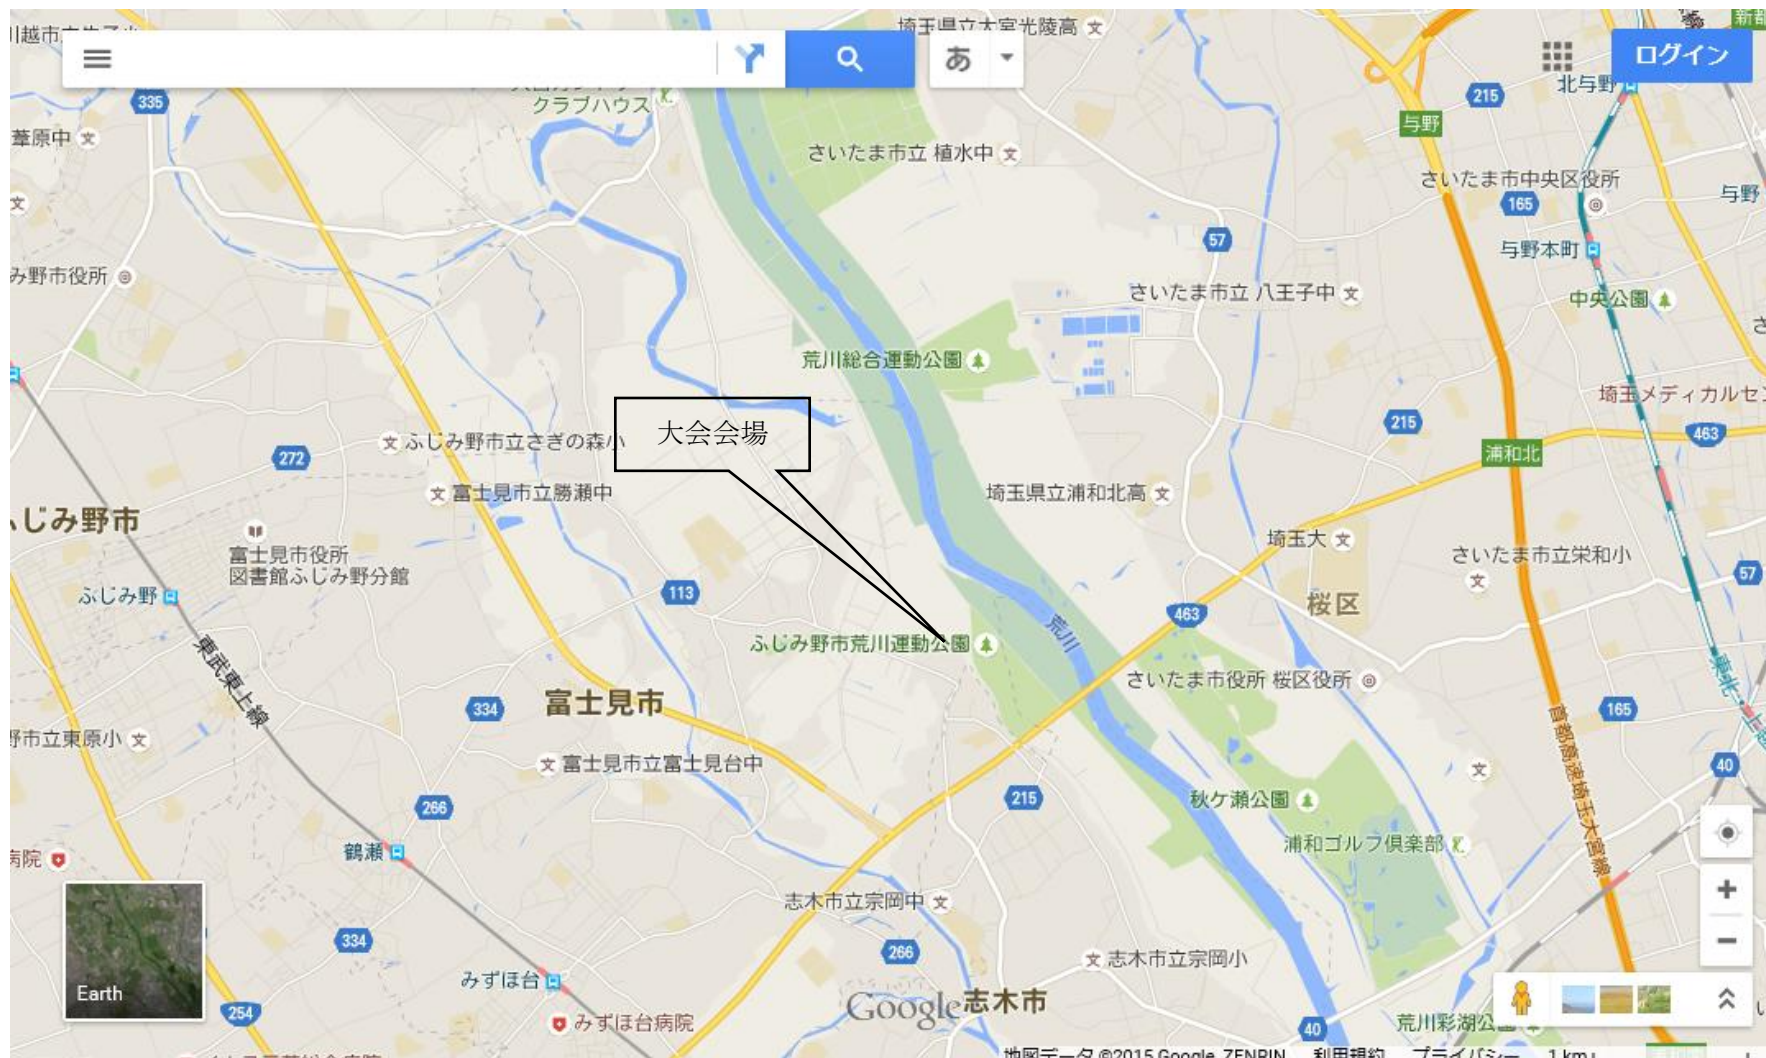 埼玉県立大宮光陵高
あ
ログイン
北与野
クラブハウス
335
215
与野
葦原中
さいたま市立 植水中
さいたま市中央区役所
165
与野
57
与野本町
み野市役所
さいたま市立 八王子中
中央公園
荒川総合運動公園
埼玉メディカルセ
大会会場
215
463
ふじみ野市立さぎの森小
272
浦和北
富士見市立勝瀬中
埼玉県立浦和北高
じみ野市
埼玉大
富士見市役所
図書館ふじみ野分館
さいたま市立栄和小
57
ふじみ野
113
463
桜区
荒川
ふじみ野市荒川運動公園
東武東上線
さいたま市役所 桜区役所
334
富士見市
165
首都高速埼玉大宮線
市立東原小
富士見市立富士見台中
40
266
215
秋ケ瀬公園
浦和ゴルフ倶楽部
鶴瀬
病院
志木市立宗岡中
334
266
志木市立宗岡小
みずほ台
Earth
254
Google
志木市
みずほ台病院
40
荒川彩湖公
地図データ ©2015 Google, ZENRIN 利用規約 プライバシー 1 km